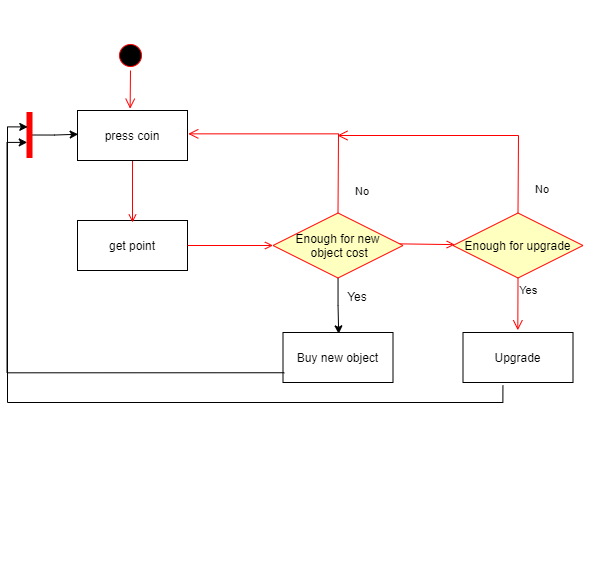 press coin
No
No
get point
Enough for new
object cost
Enough for upgrade
Yes
Yes
Buy new object
Upgrade